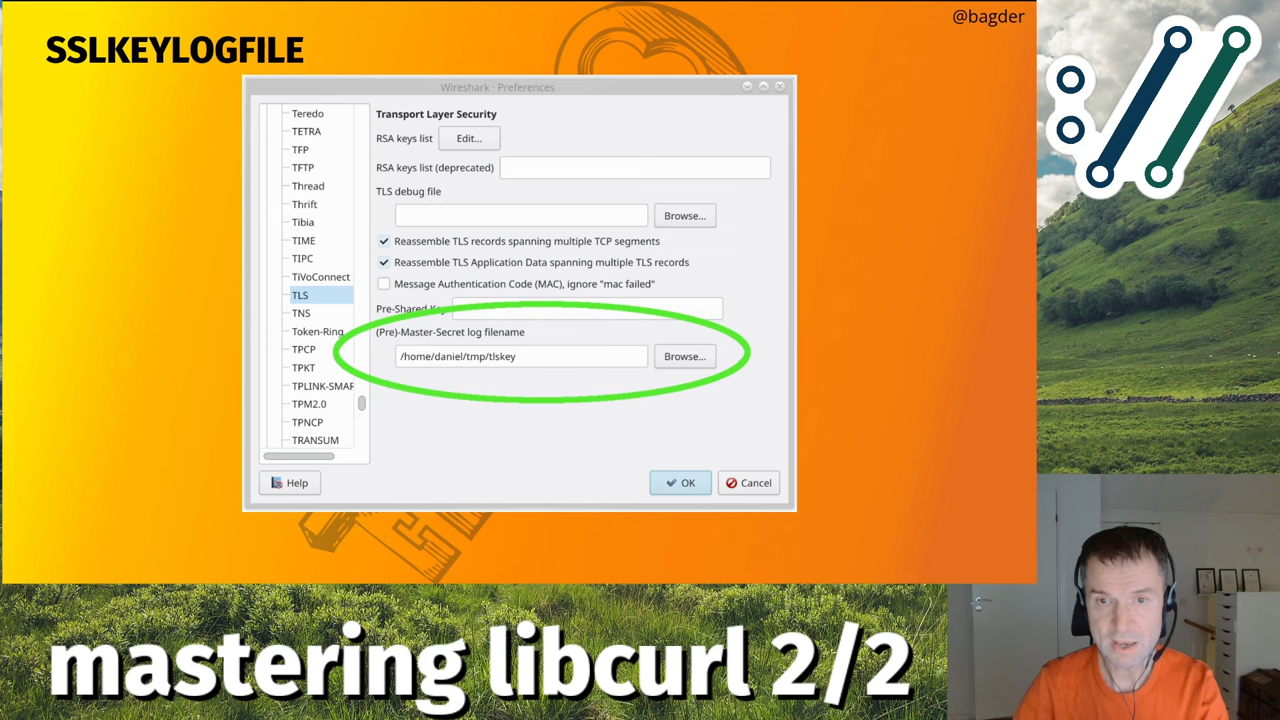 @bagder
SSLKEYLOGFILE
Wireshark · Preferences
Teredo
TETRA
TFP
TFTP
Thread
Thrift
Tibia
TIME
TIPC
TiVoConnect
TLS
TNS
Token-Ring
TPCP
TPKT
TPLINK-SMAR
TPM2.0
TPNCP
TRANSUM
Transport Layer Security
RSA keys list Edit...
RSA keys list (deprecated)
TLS debug file
Browse...
Reassemble TLS records spanning multiple TCP segments
Reassemble TLS Application Data spanning multiple TLS records
Message Authentication Code (MAC), ignore "mac failed"
Pre-Shared Key
(Pre)-Master-Secret log filename
/home/daniel/tmp/tlskey Browse...
Help OK Cancel
mastering libcurl 2/2